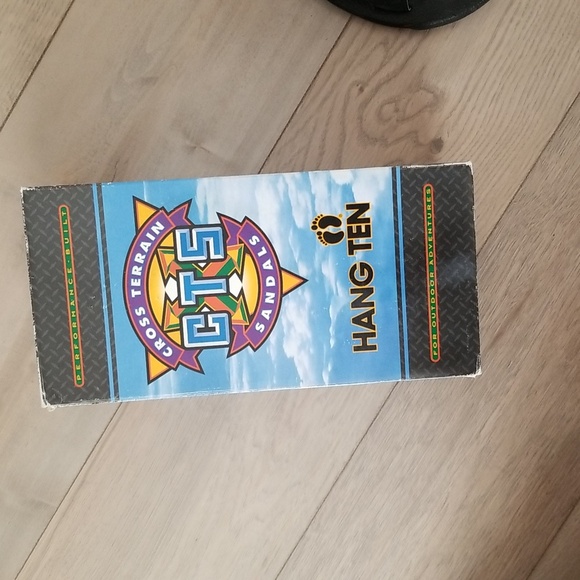 PERFORMANCE-BUILT
CROSS TERRAIN
CTS
SANDALS
HANG TEN
FOR OUTDOOR ADVENTURES